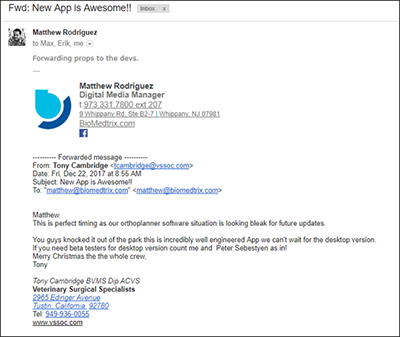 Fwd: New App is Awesome!! Inbox x
Matthew Rodriguez
to Max, Erik, me
Forwarding props to the devs.
---
Matthew Rodriguez
Digital Media Manager
t 973.331.7800 ext 207
9 Whippany Rd, Ste B2-7 | Whippany, NJ 07981
BioMedtrix.com
---------- Forwarded message ----------
From: Tony Cambridge <tcambridge@vssoc.com>
Date: Fri, Dec 22, 2017 at 8:55 AM
Subject: New App is Awesome!!
To: "matthew@biomedtrix.com" <matthew@biomedtrix.com>
Matthew
This is perfect timing as our orthoplanner software situation is looking bleak for future updates.
You guys knocked it out of the park this is incredibly well engineered App we can't wait for the desktop version.
If you need beta testers for desktop version count me and Peter Sebestyen as in!
Merry Christmas the the whole crew,
Tony
Tony Cambridge BVMS Dip ACVS
Veterinary Surgical Specialists
2965 Edinger Avenue
Tustin, California, 92780
Tel: 949-936-0055
www.vssoc.com